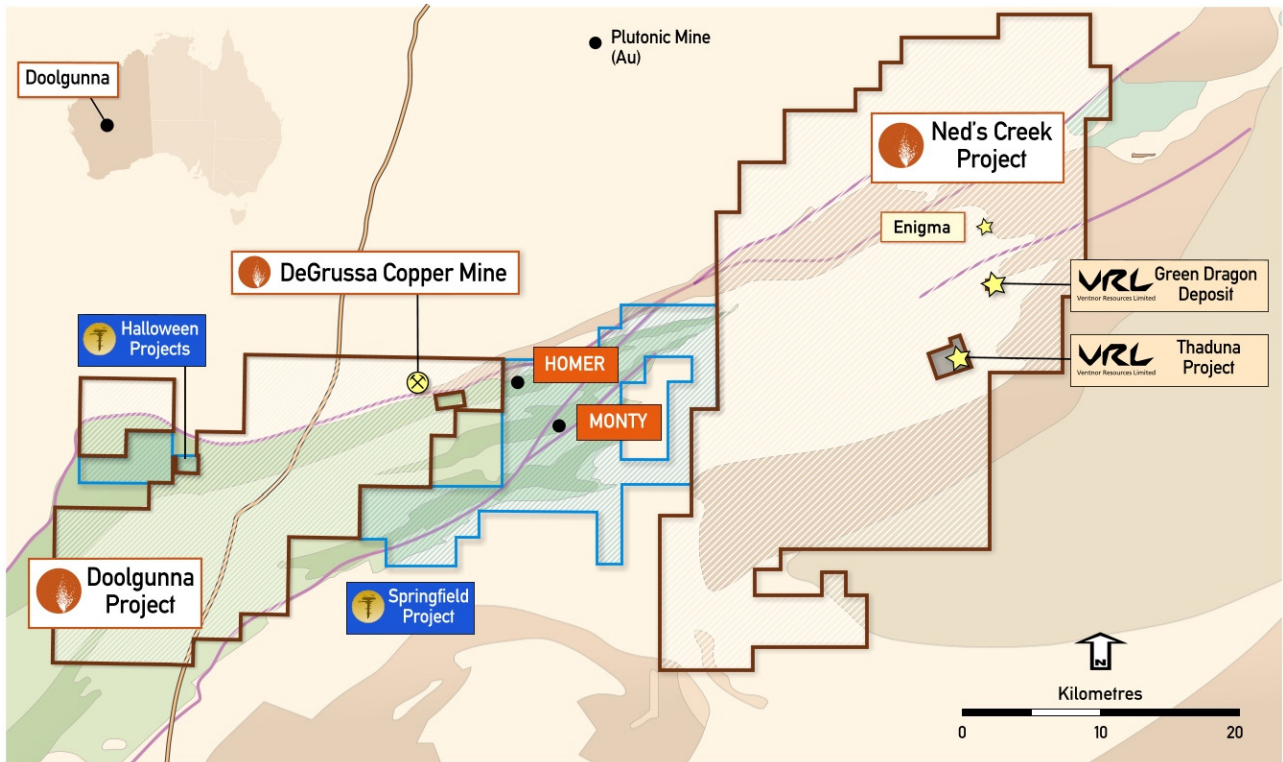 Plutonic Mine
(Au)
Doolgunna
Ned's Creek
Project
Enigma
DeGrussa Copper Mine
VRL
Ventnor Resources Limited
Green Dragon
Deposit
Halloween
Projects
HOMER
VRL
Ventnor Resources Limited
Thaduna
Project
MONTY
Doolgunna
Project
Springfield
Project
N
Kilometres
0
10
20